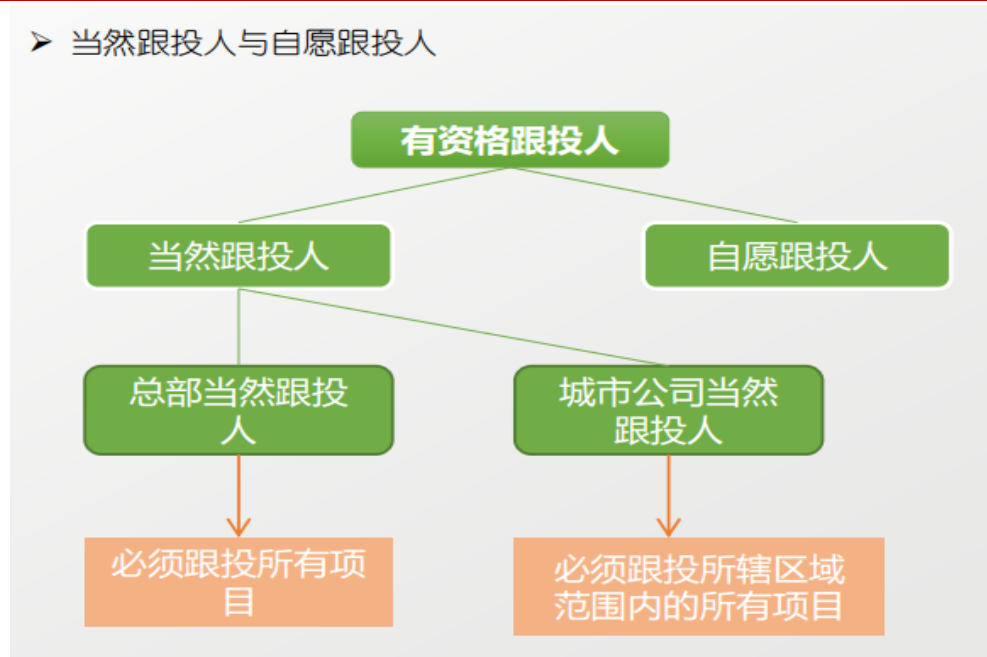 ➢ 当然跟投人与自愿跟投人
有资格跟投人
当然跟投人
自愿跟投人
总部当然跟投
人
城市公司当然
跟投人
必须跟投所有项
目
必须跟投所辖区域
范围内的所有项目